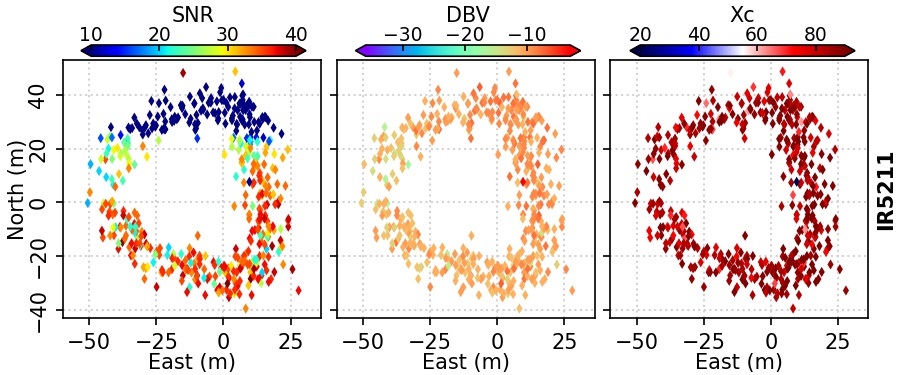 SNR DBV Xc
10 20 30 40 −30 −20 −10 20 40 60 80
40
20
0
−20
−40
North (m)
IR5211
−50 −25 0 25 −50 −25 0 25 −50 −25 0 25
East (m) East (m) East (m)